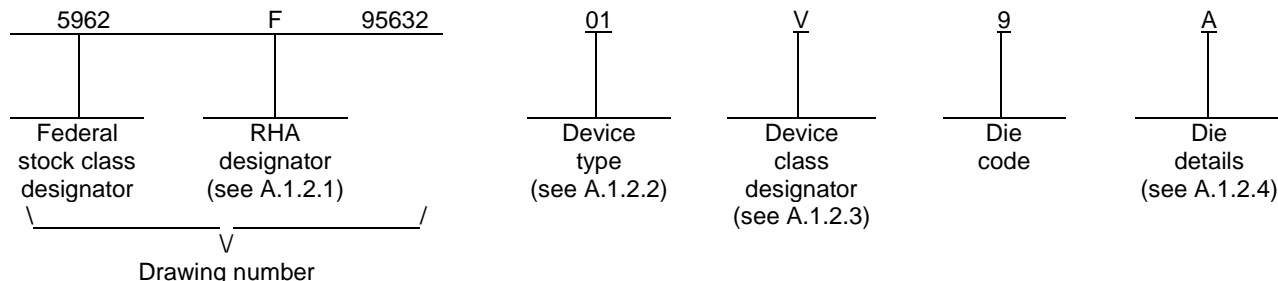 5962 F 95632 01 V 9 A
Federal RHA Device Device Die Die
stock class designator type class code details
designator (see A.1.2.1) (see A.1.2.2) designator (see A.1.2.4)
(see A.1.2.3)
Drawing number